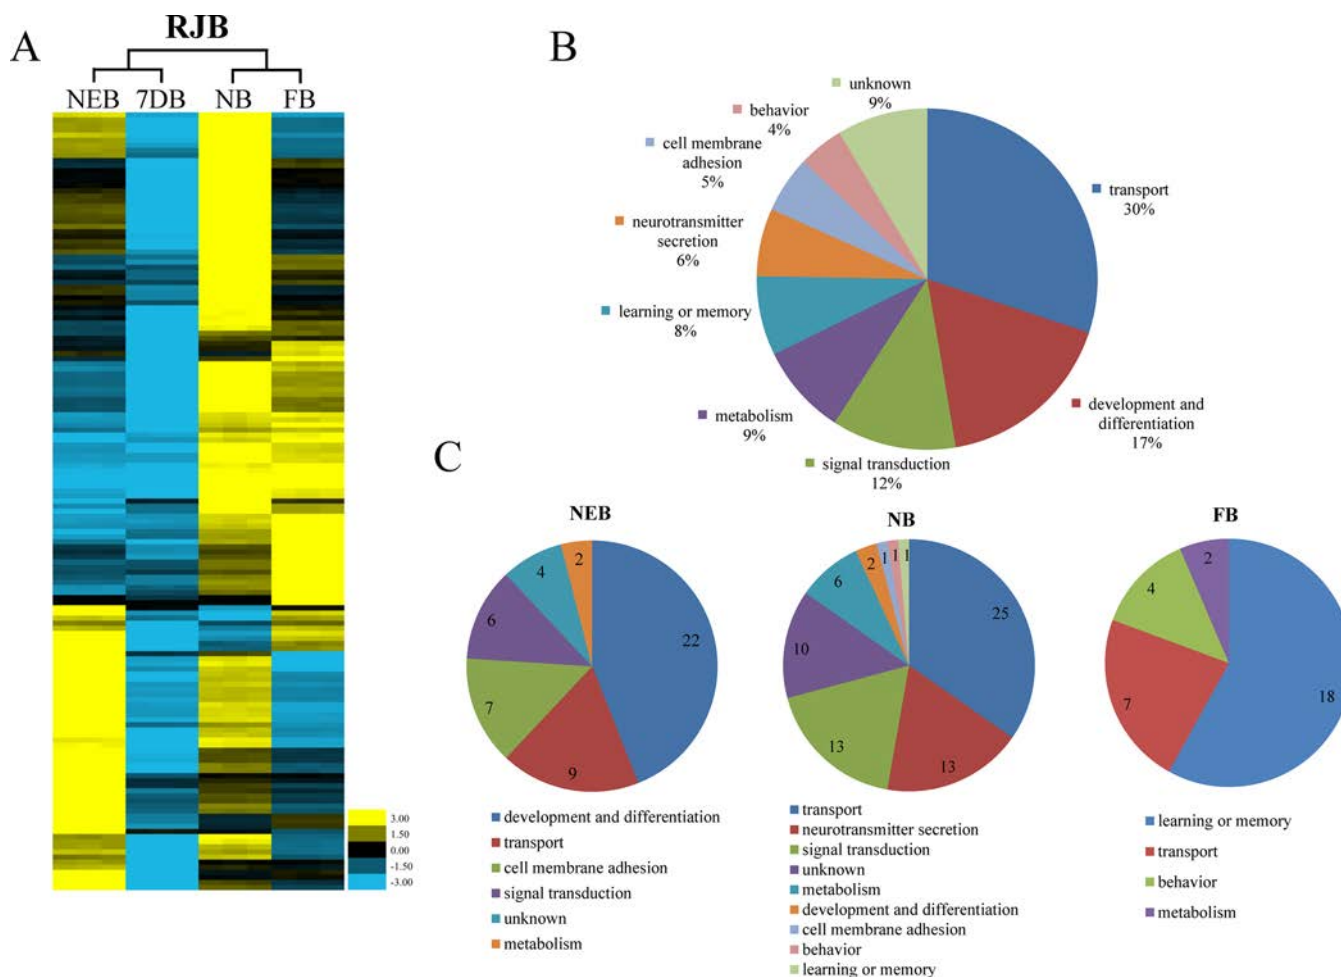 A
RJB
NEB 7DB NB FB
3.00
1.50
0.00
-1.50
-3.00
B
unknown
9%
behavior
4%
cell membrane
adhesion
5%
neurotransmitter
secretion
6%
learning or memory
8%
metabolism
9%
signal transduction
12%
development and
differentiation
17%
transport
30%
C
NEB
22
9
7
6
4
2
development and differentiation
transport
cell membrane adhesion
signal transduction
unknown
metabolism
NB
25
13
13
10
6
2
1
1
1
transport
neurotransmitter secretion
signal transduction
unknown
metabolism
development and differentiation
cell membrane adhesion
behavior
learning or memory
FB
18
7
4
2
learning or memory
transport
behavior
metabolism